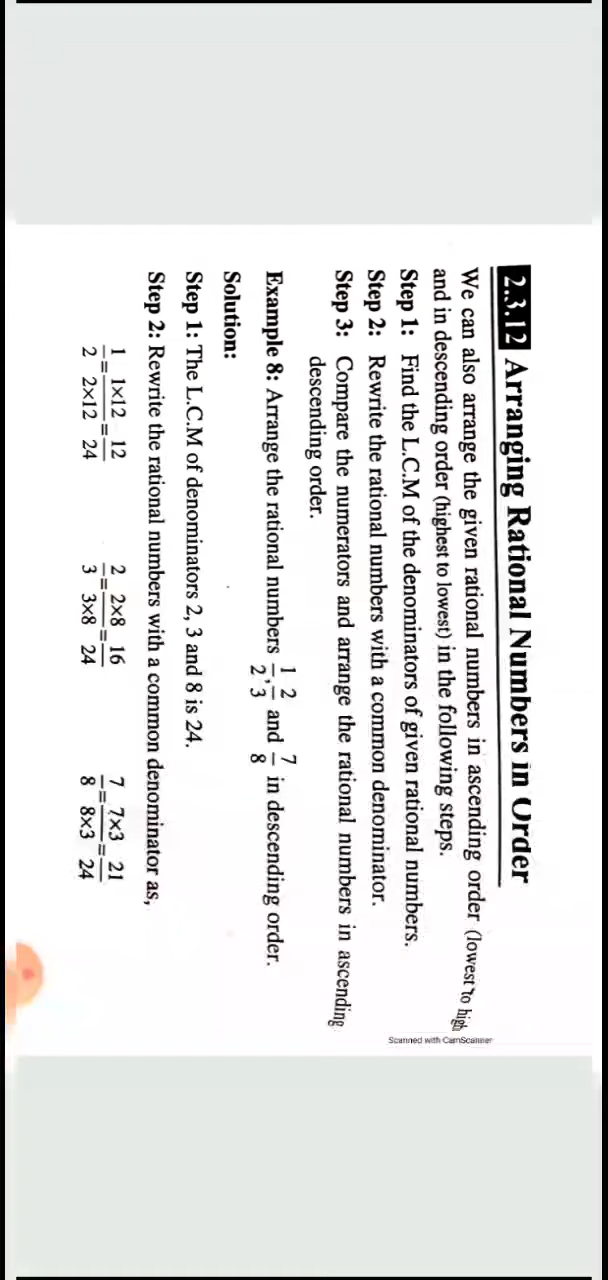 2.3.12 Arranging Rational Numbers in Order
We can also arrange the given rational numbers in ascending order (lowest to high
and in descending order (highest to lowest) in the following steps.
Step 1: Find the L.C.M of the denominators of given rational numbers.
Step 2: Rewrite the rational numbers with a common denominator.
Step 3: Compare the numerators and arrange the rational numbers in ascending
descending order.
Example 8: Arrange the rational numbers 1/2, 2/3 and 7/8 in descending order.
Solution:
Step 1: The L.C.M of denominators 2, 3 and 8 is 24.
Step 2: Rewrite the rational numbers with a common denominator as,
1/2 = 1×12/2×12 = 12/24 2/3 = 2×8/3×8 = 16/24 7/8 = 7×3/8×3 = 21/24
Scanned with CamScanner